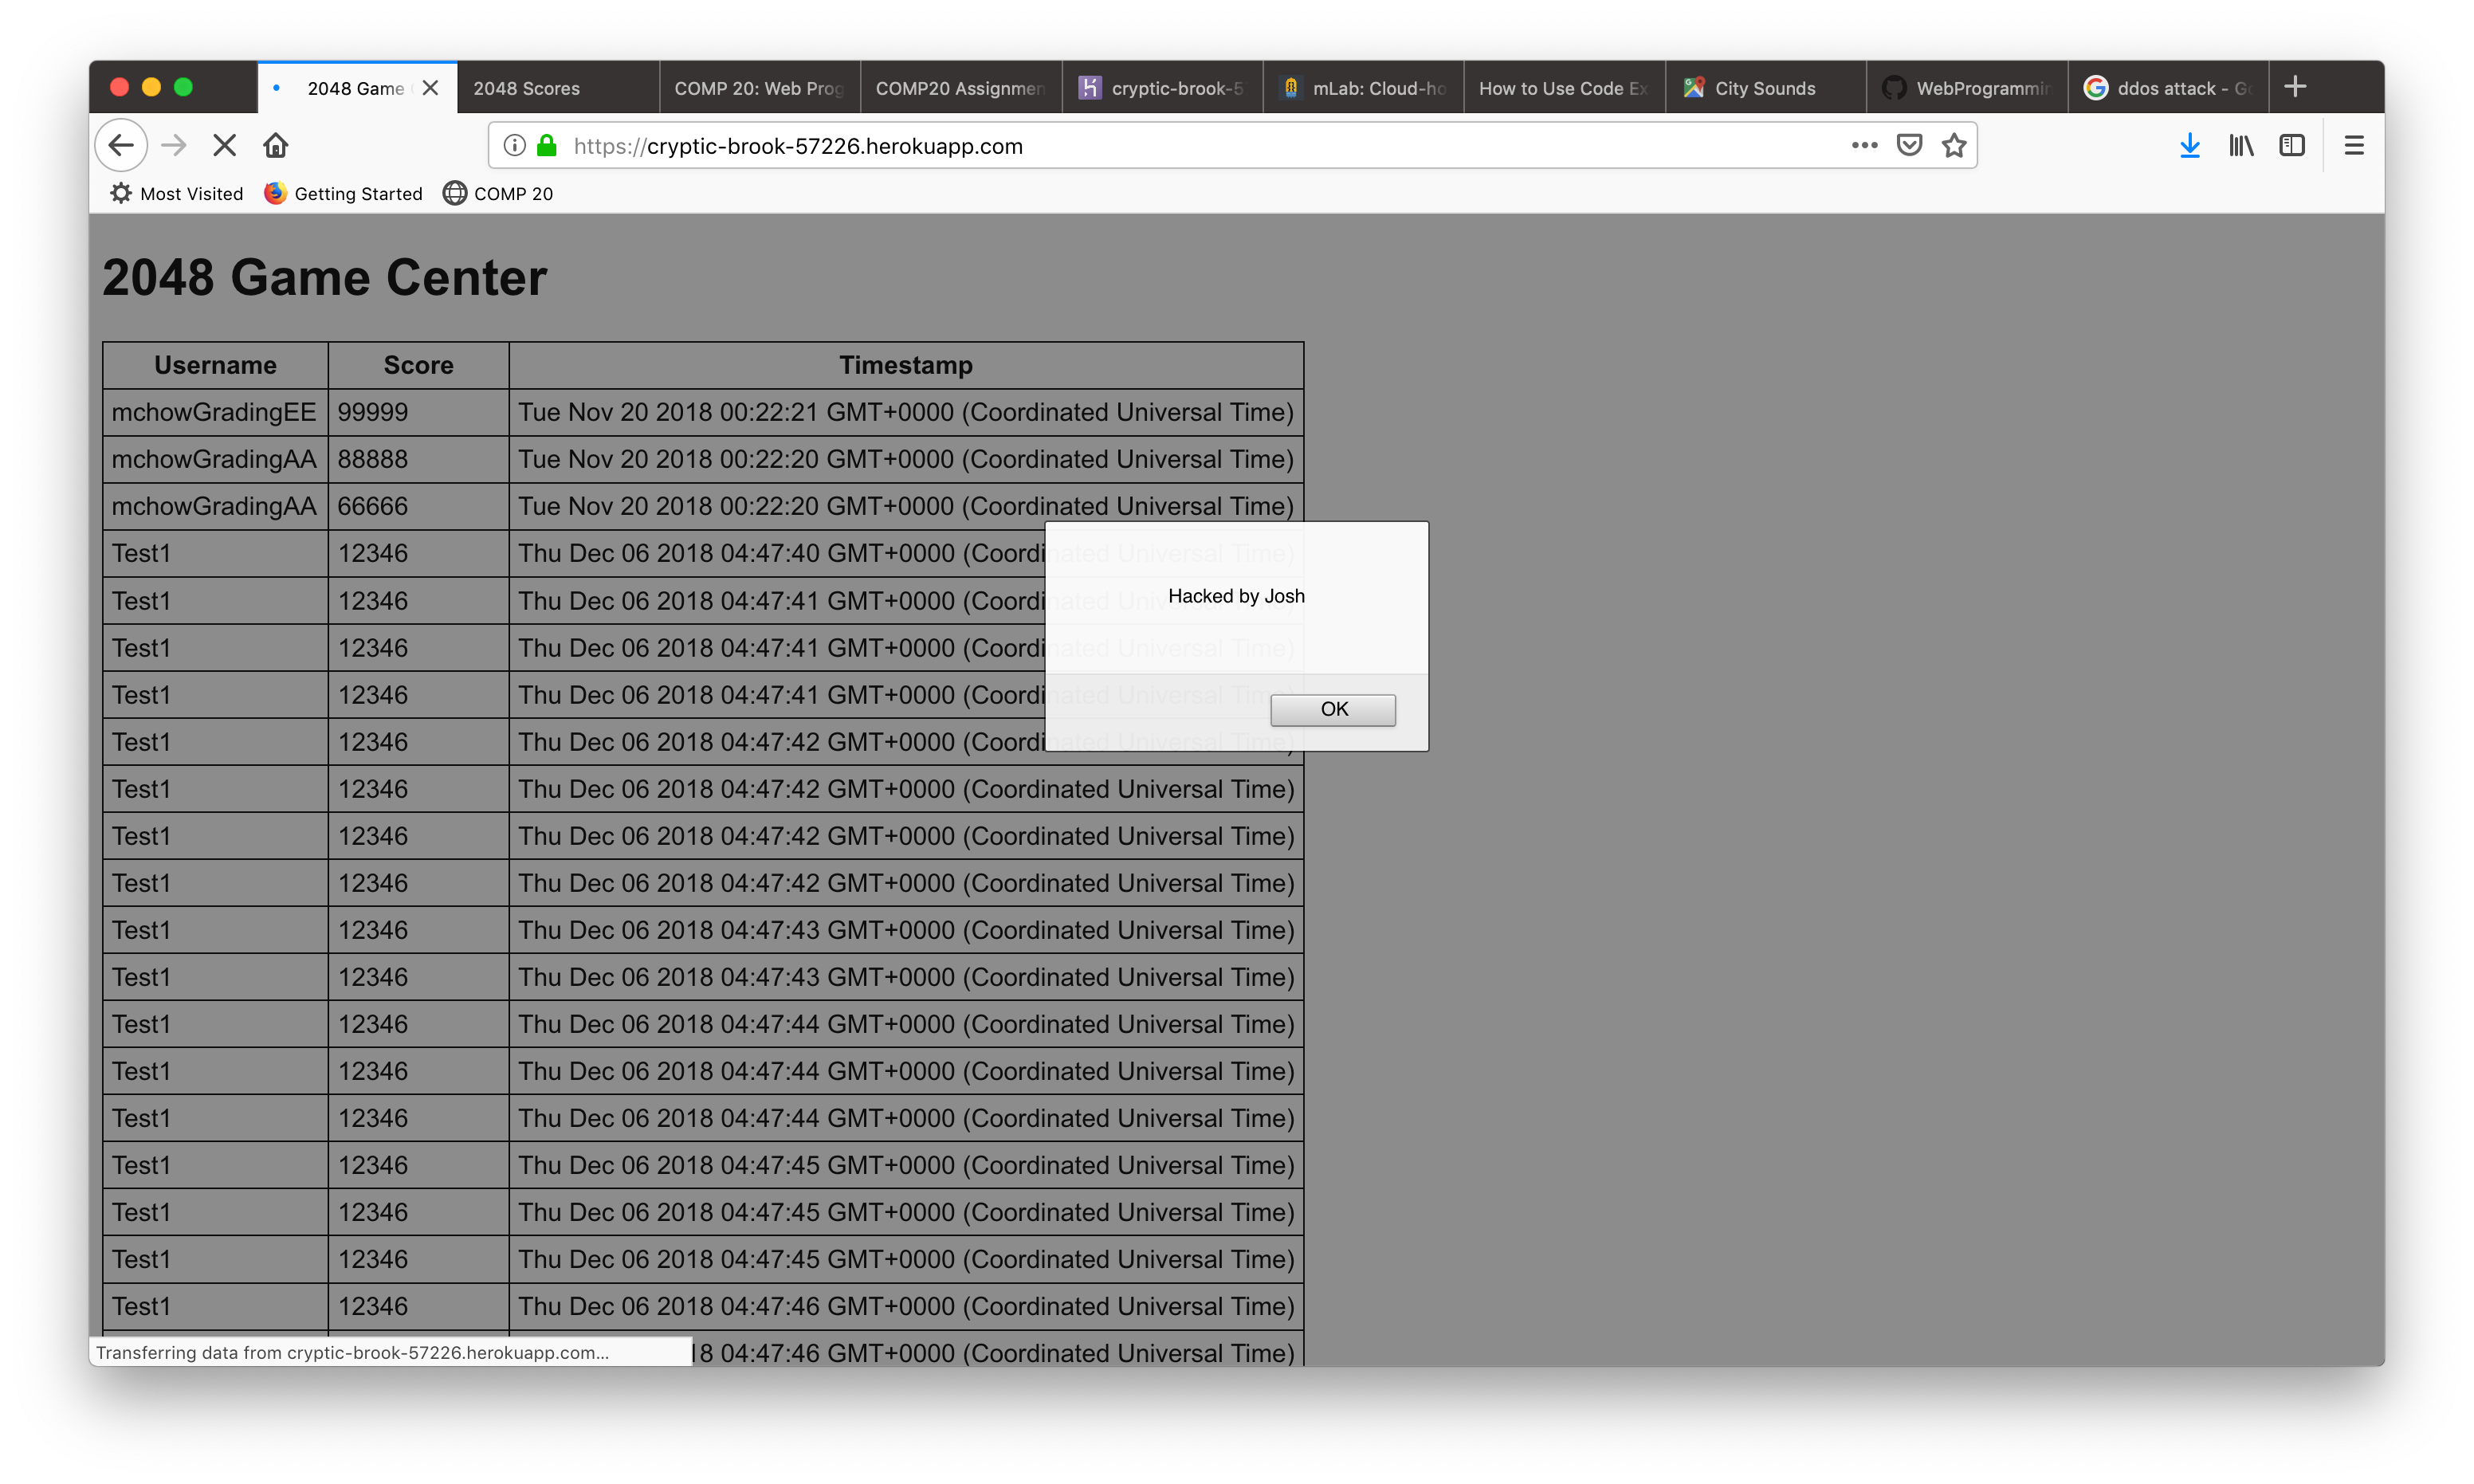 2048 Game
2048 Scores
COMP 20: Web Prog
COMP20 Assignmen
cryptic-brook-5
mLab: Cloud-ho
How to Use Code Ex
City Sounds
WebProgrammin
ddos attack - Go
https://cryptic-brook-57226.herokuapp.com
Most Visited Getting Started COMP 20
2048 Game Center
Username Score Timestamp
mchowGradingEE 99999 Tue Nov 20 2018 00:22:21 GMT+0000 (Coordinated Universal Time)
mchowGradingAA 88888 Tue Nov 20 2018 00:22:20 GMT+0000 (Coordinated Universal Time)
mchowGradingAA 66666 Tue Nov 20 2018 00:22:20 GMT+0000 (Coordinated Universal Time)
Test1 12346 Thu Dec 06 2018 04:47:40 GMT+0000 (Coordinated Universal Time)
Test1 12346 Thu Dec 06 2018 04:47:41 GMT+0000 (Coordinated Universal Time)
Test1 12346 Thu Dec 06 2018 04:47:41 GMT+0000 (Coordinated Universal Time)
Test1 12346 Thu Dec 06 2018 04:47:41 GMT+0000 (Coordinated Universal Time)
Test1 12346 Thu Dec 06 2018 04:47:42 GMT+0000 (Coordinated Universal Time)
Test1 12346 Thu Dec 06 2018 04:47:42 GMT+0000 (Coordinated Universal Time)
Test1 12346 Thu Dec 06 2018 04:47:42 GMT+0000 (Coordinated Universal Time)
Test1 12346 Thu Dec 06 2018 04:47:42 GMT+0000 (Coordinated Universal Time)
Test1 12346 Thu Dec 06 2018 04:47:43 GMT+0000 (Coordinated Universal Time)
Test1 12346 Thu Dec 06 2018 04:47:43 GMT+0000 (Coordinated Universal Time)
Test1 12346 Thu Dec 06 2018 04:47:44 GMT+0000 (Coordinated Universal Time)
Test1 12346 Thu Dec 06 2018 04:47:44 GMT+0000 (Coordinated Universal Time)
Test1 12346 Thu Dec 06 2018 04:47:44 GMT+0000 (Coordinated Universal Time)
Test1 12346 Thu Dec 06 2018 04:47:45 GMT+0000 (Coordinated Universal Time)
Test1 12346 Thu Dec 06 2018 04:47:45 GMT+0000 (Coordinated Universal Time)
Test1 12346 Thu Dec 06 2018 04:47:45 GMT+0000 (Coordinated Universal Time)
Test1 12346 Thu Dec 06 2018 04:47:46 GMT+0000 (Coordinated Universal Time)
8 04:47:46 GMT+0000 (Coordinated Universal Time)
Hacked by Josh
OK
Transferring data from cryptic-brook-57226.herokuapp.com...